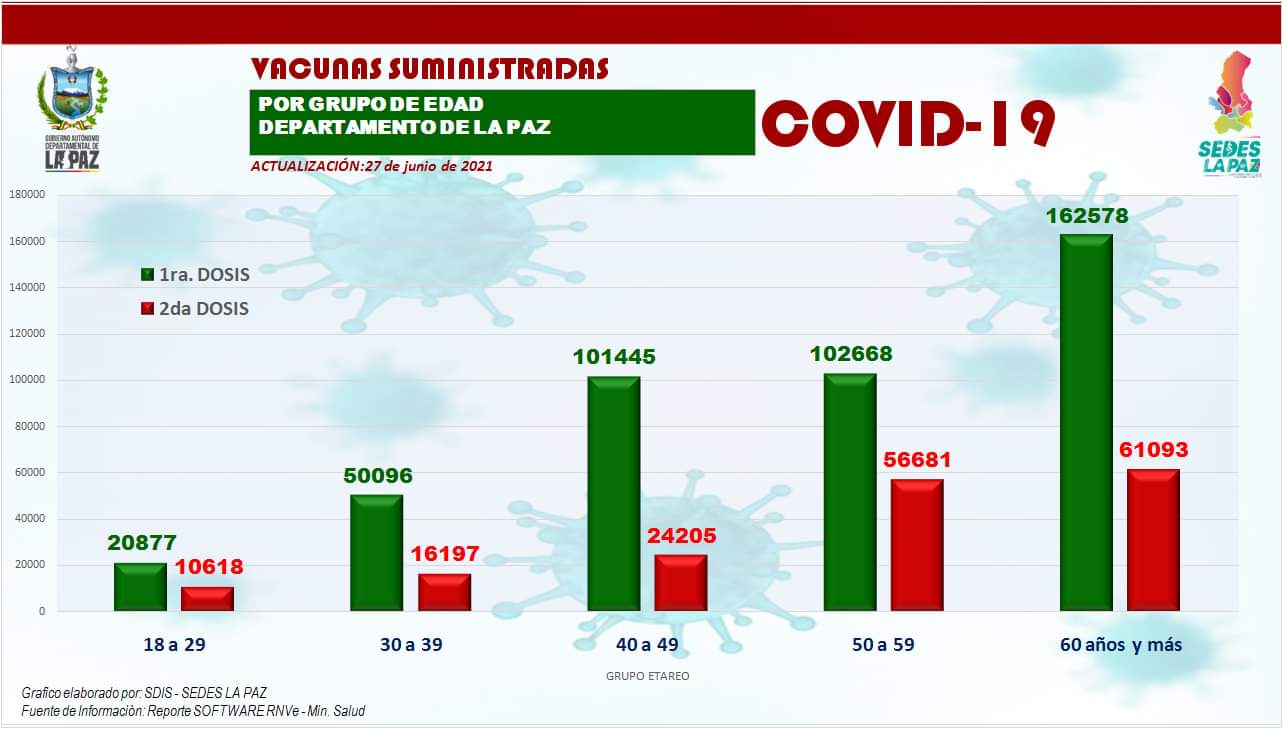 VACUNAS SUMINISTRADAS
POR GRUPO DE EDAD
DEPARTAMENTO DE LA PAZ
COVID-19
ACTUALIZACIÓN:27 de junio de 2021
GOBIERNO AUTÓNOMO
DEPARTAMENTAL DE
LA PAZ
SEDES
LA PAZ
180000
160000
140000
120000
100000
80000
60000
40000
20000
0
1ra. DOSIS
2da DOSIS
20877
10618
50096
16197
101445
24205
102668
56681
162578
61093
18 a 29
30 a 39
40 a 49
50 a 59
60 años y más
GRUPO ETAREO
Grafico elaborado por: SDIS - SEDES LA PAZ
Fuente de Informaciòn: Reporte SOFTWARE RNVe - Min. Salud